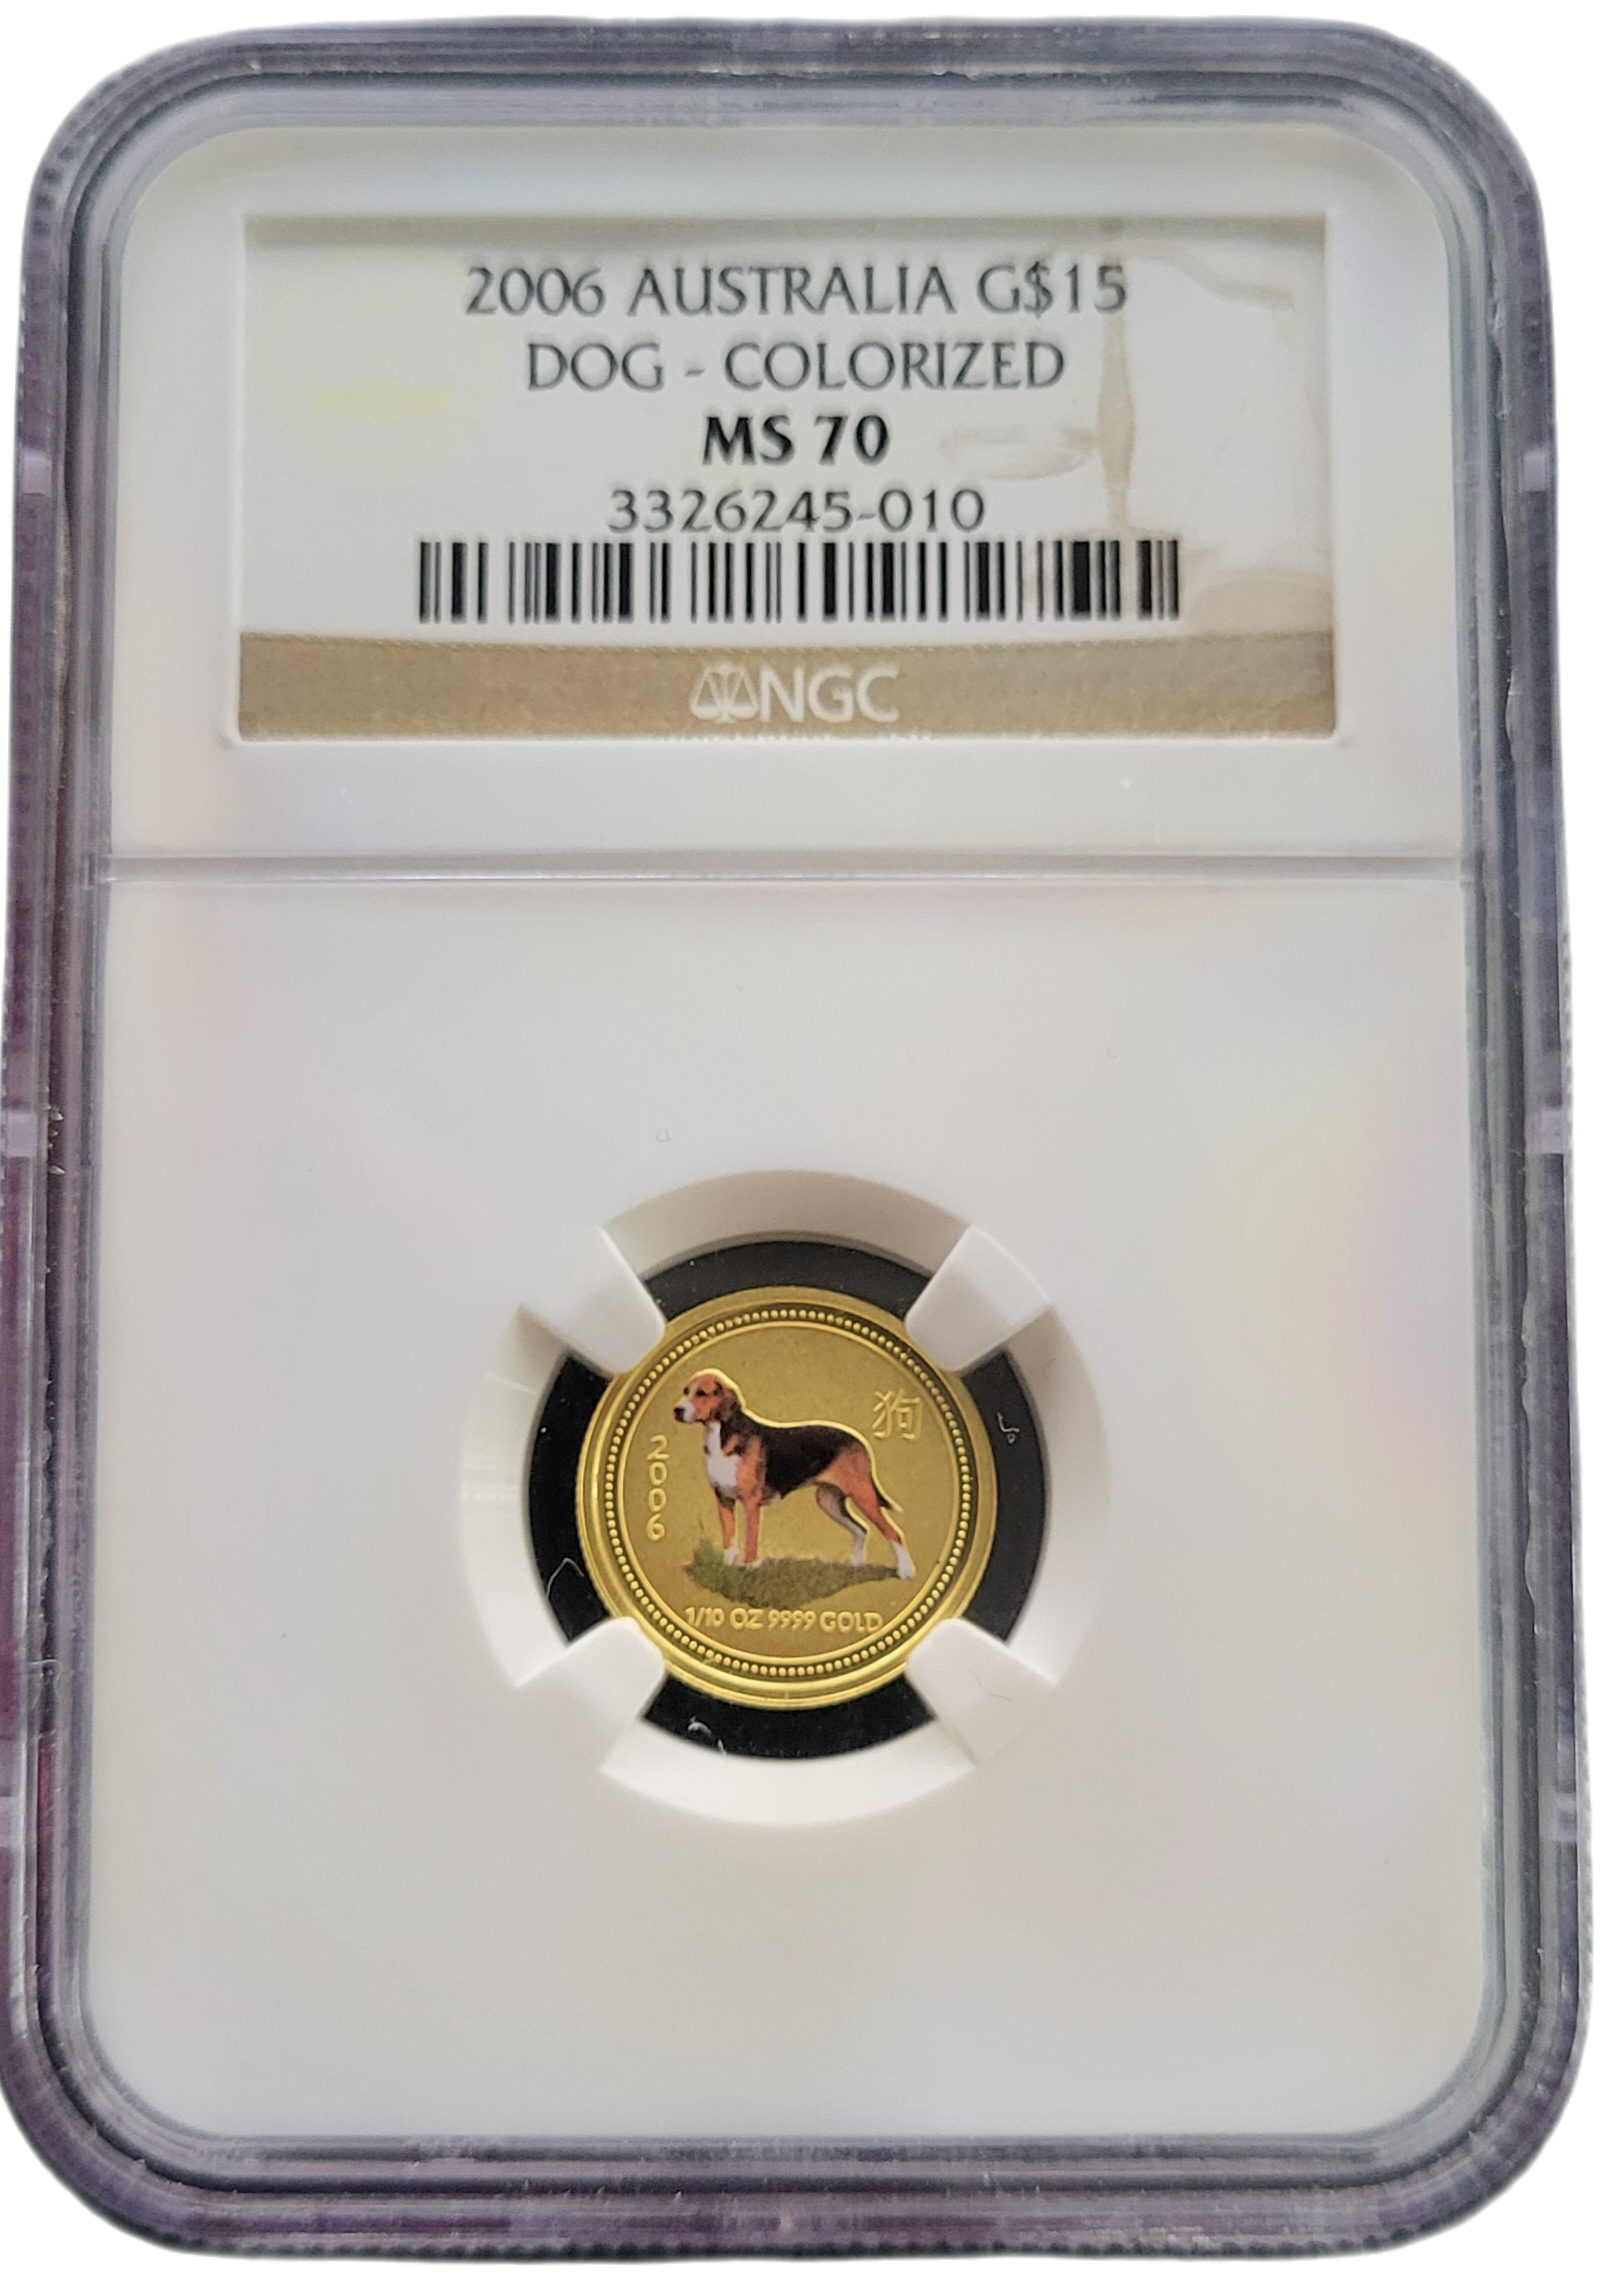 2006 AUSTRALIA G$15
DOG - COLORIZED
MS 70
3326245-010
NGC
狗
2006
1/10 OZ 9999 GOLD